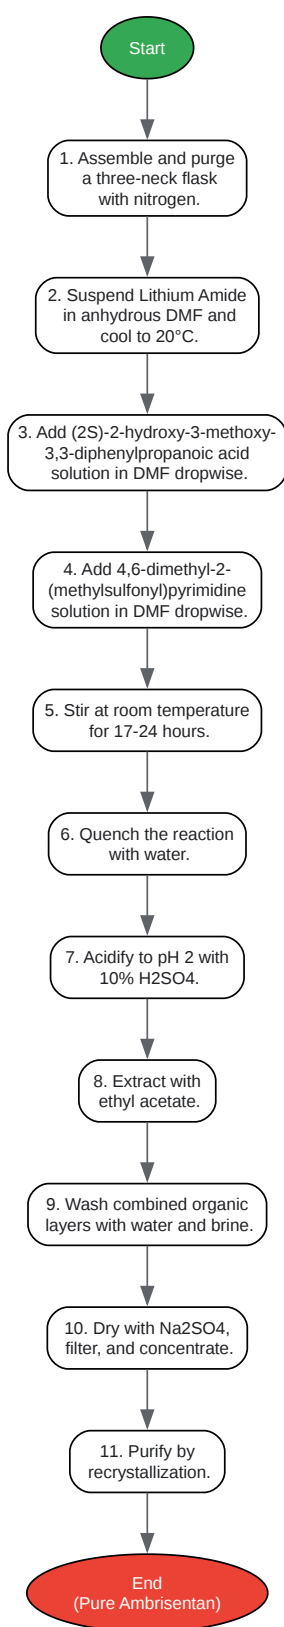 Start
1. Assemble and purge
a three-neck flask
with nitrogen.
2. Suspend Lithium Amide
in anhydrous DMF and
cool to 20°C.
3. Add (2S)-2-hydroxy-3-methoxy-
3,3-diphenylpropanoic acid
solution in DMF dropwise.
4. Add 4,6-dimethyl-2-
(methylsulfonyl)pyrimidine
solution in DMF dropwise.
5. Stir at room temperature
for 17-24 hours.
6. Quench the reaction
with water.
7. Acidify to pH 2 with
10% H2SO4.
8. Extract with
ethyl acetate.
9. Wash combined organic
layers with water and brine.
10. Dry with Na2SO4,
filter, and concentrate.
11. Purify by
recrystallization.
End
(Pure Ambrisentan)